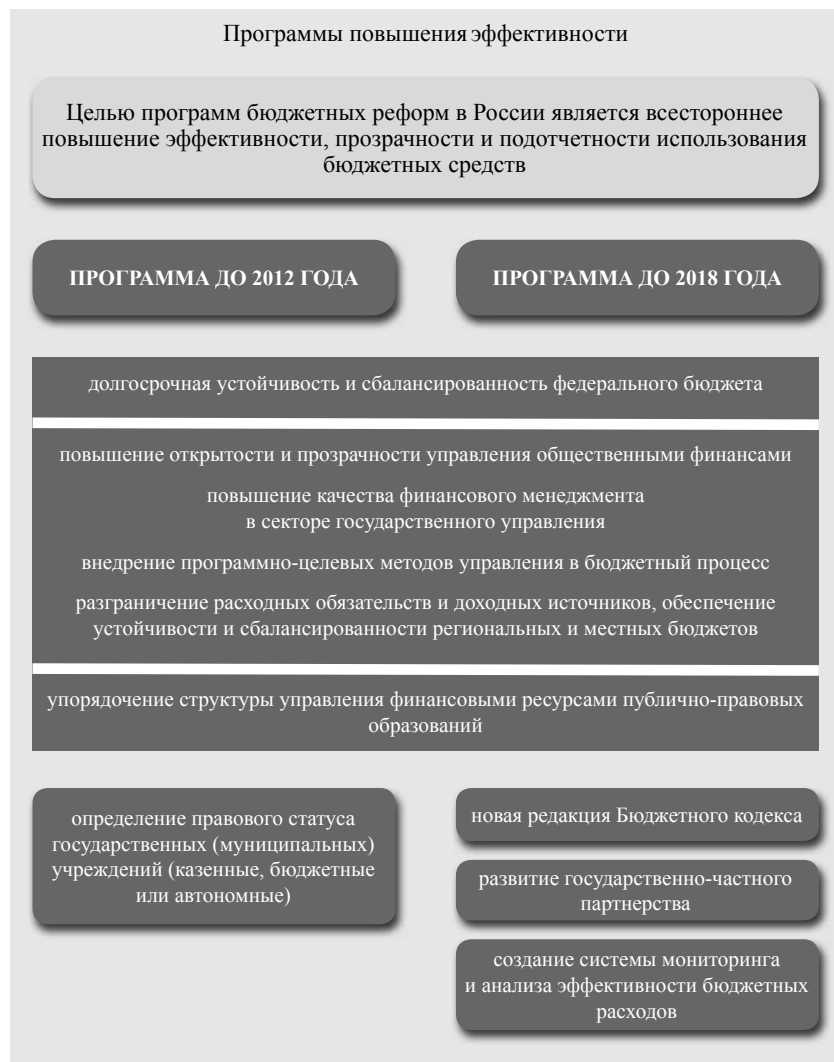 Программы повышения эффективности
Целью программ бюджетных реформ в России является всестороннее
повышение эффективности, прозрачности и подотчетности использования
бюджетных средств
ПРОГРАММА ДО 2012 ГОДА
ПРОГРАММА ДО 2018 ГОДА
долгосрочная устойчивость и сбалансированность федерального бюджета
повышение открытости и прозрачности управления общественными финансами
повышение качества финансового менеджмента
в секторе государственного управления
внедрение программно-целевых методов управления в бюджетный процесс
разграничение расходных обязательств и доходных источников, обеспечение
устойчивости и сбалансированности региональных и местных бюджетов
упорядочение структуры управления финансовыми ресурсами публично-правовых
образований
определение правового статуса
государственных (муниципальных)
учреждений (казенные, бюджетные
или автономные)
новая редакция Бюджетного кодекса
развитие государственно-частного
партнерства
создание системы мониторинга
и анализа эффективности бюджетных
расходов